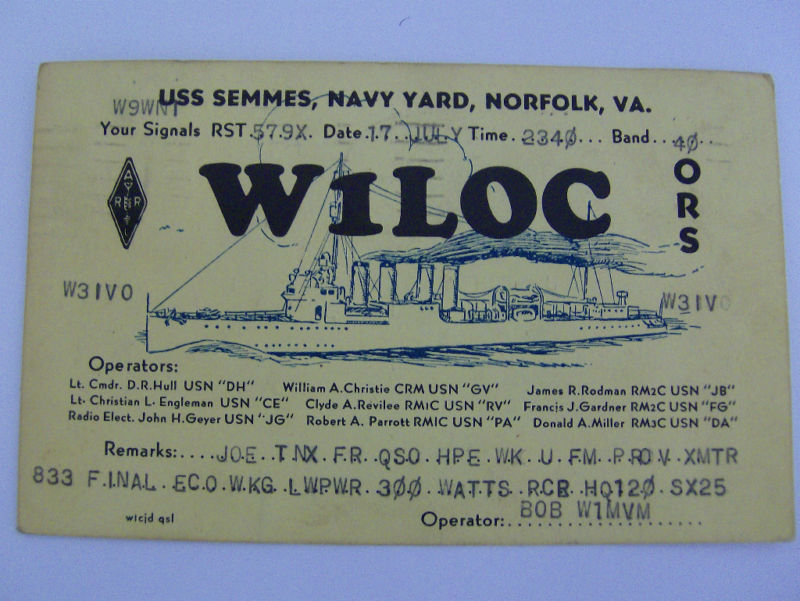 USS SEMMES, NAVY YARD, NORFOLK, VA.
W9WNT
Your Signals RST.579X. Date.17..JULY Time.234Ø... Band...4Ø..
A
R R
L
W1LOC
ORS
W3IVO W3IVO
Operators:
Lt. Cmdr. D.R.Hull USN "DH" William A.Christie CRM USN "GV" James R.Rodman RM2C USN "JB"
Lt. Christian L. Engleman USN "CE" Clyde A.Revilee RM1C USN "RV" Francis J.Gardner RM2C USN "FG"
Radio Elect. John H.Geyer USN "JG" Robert A. Parrott RM1C USN "PA" Donald A.Miller RM3C USN "DA"
Remarks:....JOE.TNX.FR.QSO.HPE.WK.U.FM.PROV.XMTR
833 FINAL.ECO.WKG.LWPWR.3ØØ.WATTS.RCR.HQ12Ø.SX25
w1cjd qsl Operator:..BOB W1MVM